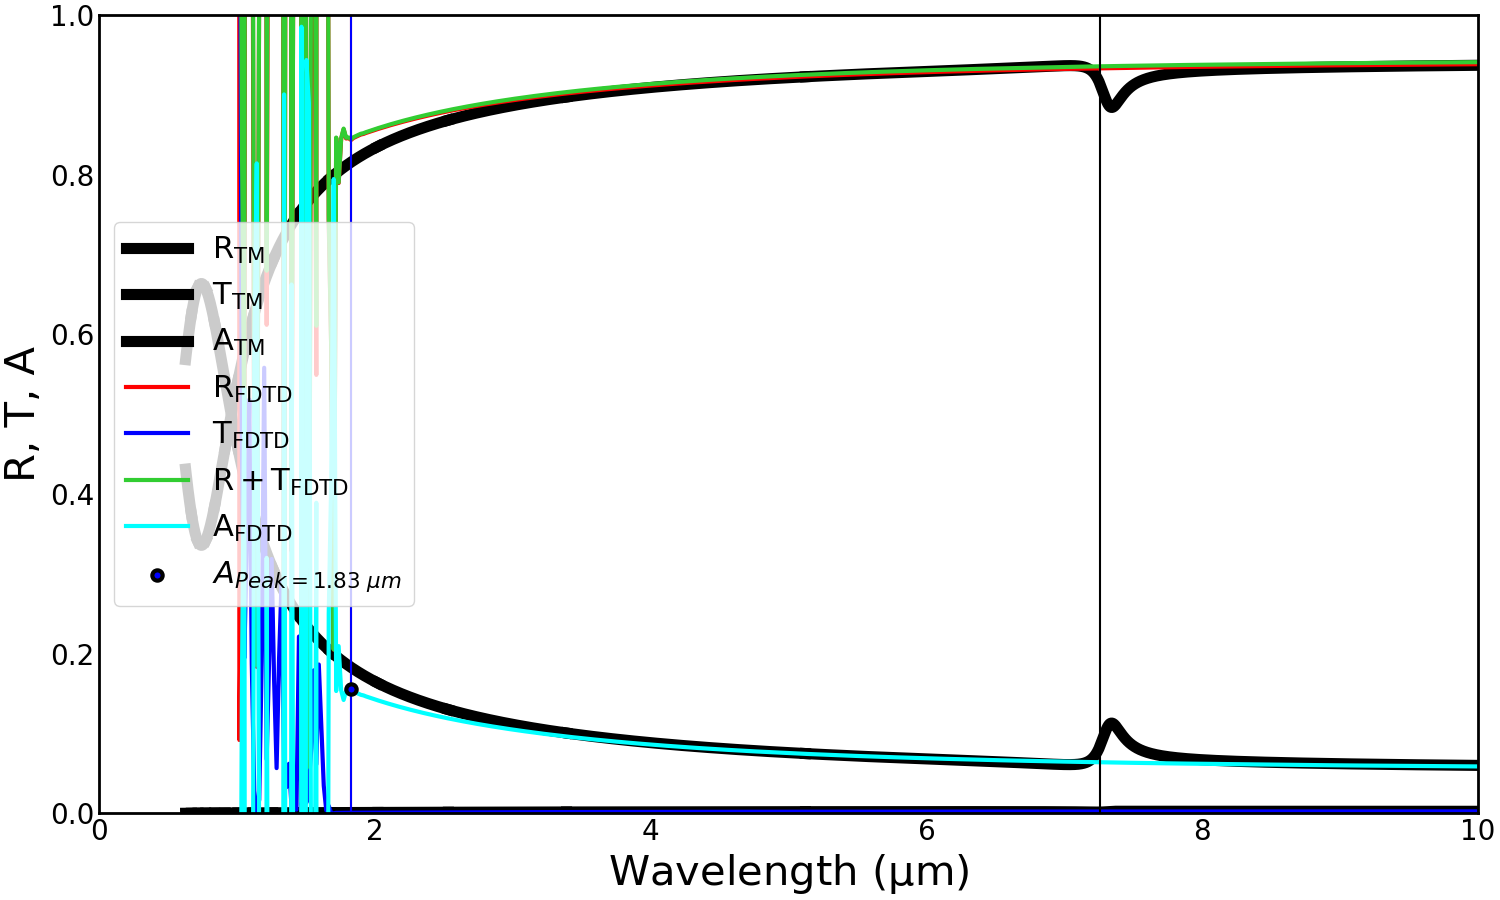 1.0
0.8
0.6
0.4
0.2
0.0
R, T, A
R_TM
T_TM
A_TM
R_FDTD
T_FDTD
R + T_FDTD
A_FDTD
A_Peak = 1.83 μm
0 2 4 6 8 10
Wavelength (μm)